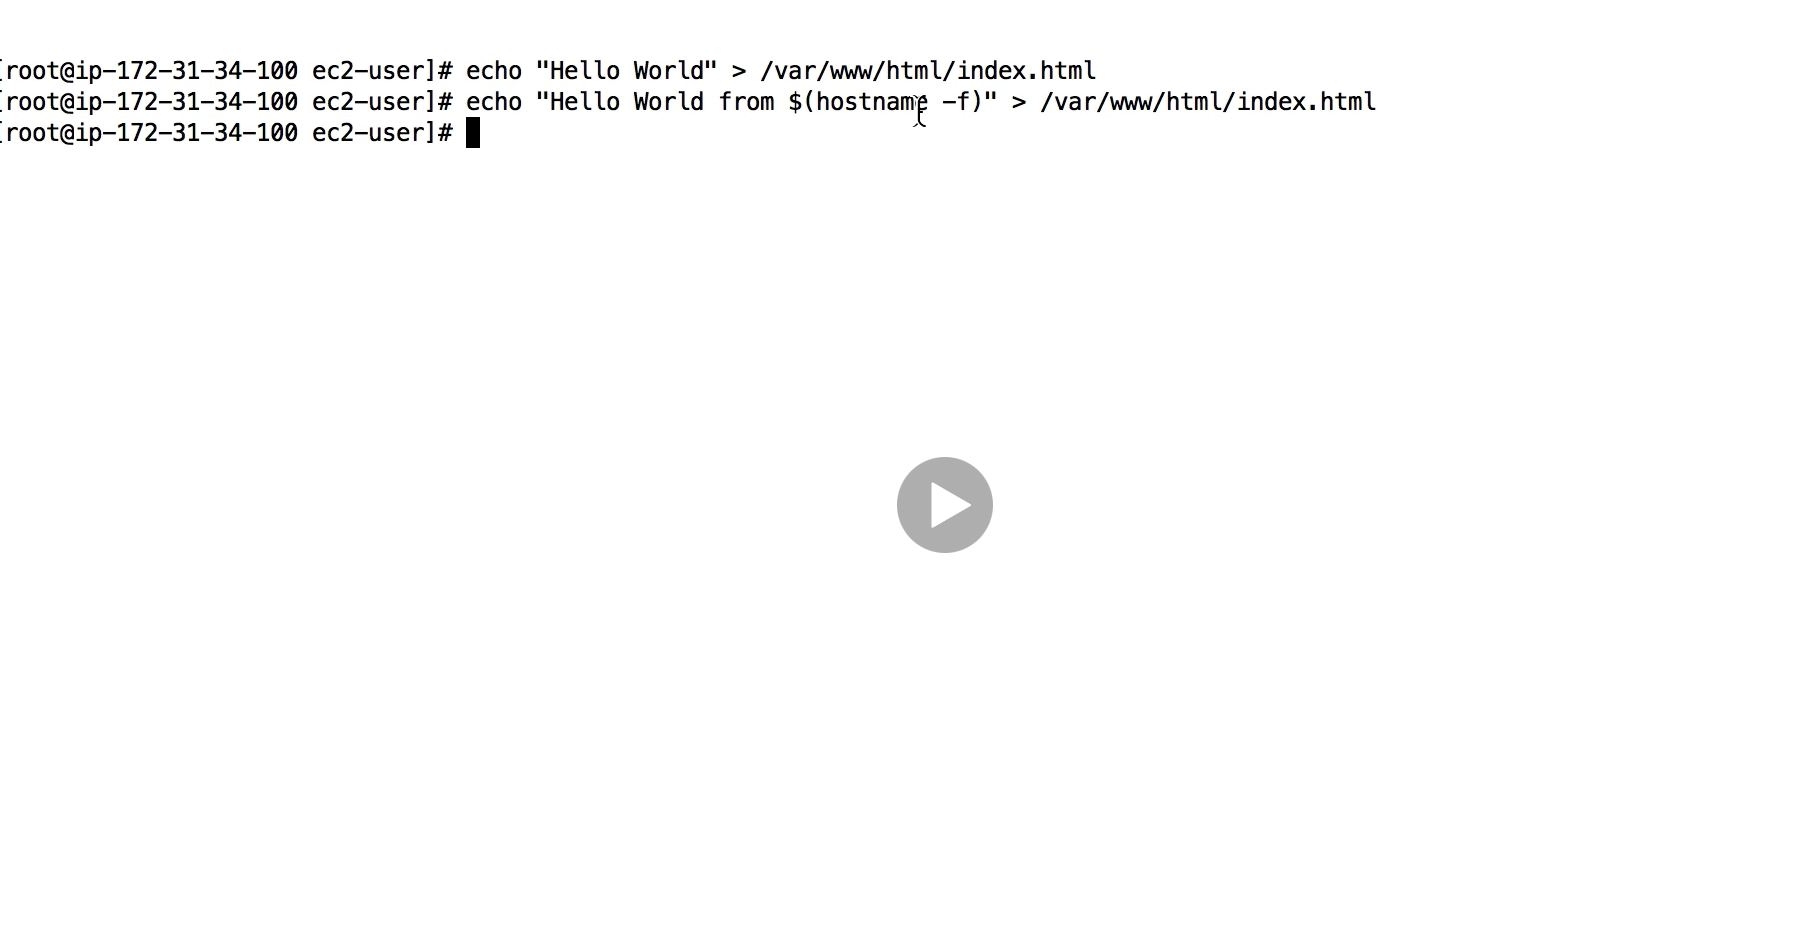 [root@ip-172-31-34-100 ec2-user]# echo "Hello World" > /var/www/html/index.html
[root@ip-172-31-34-100 ec2-user]# echo "Hello World from $(hostname -f)" > /var/www/html/index.html
[root@ip-172-31-34-100 ec2-user]#